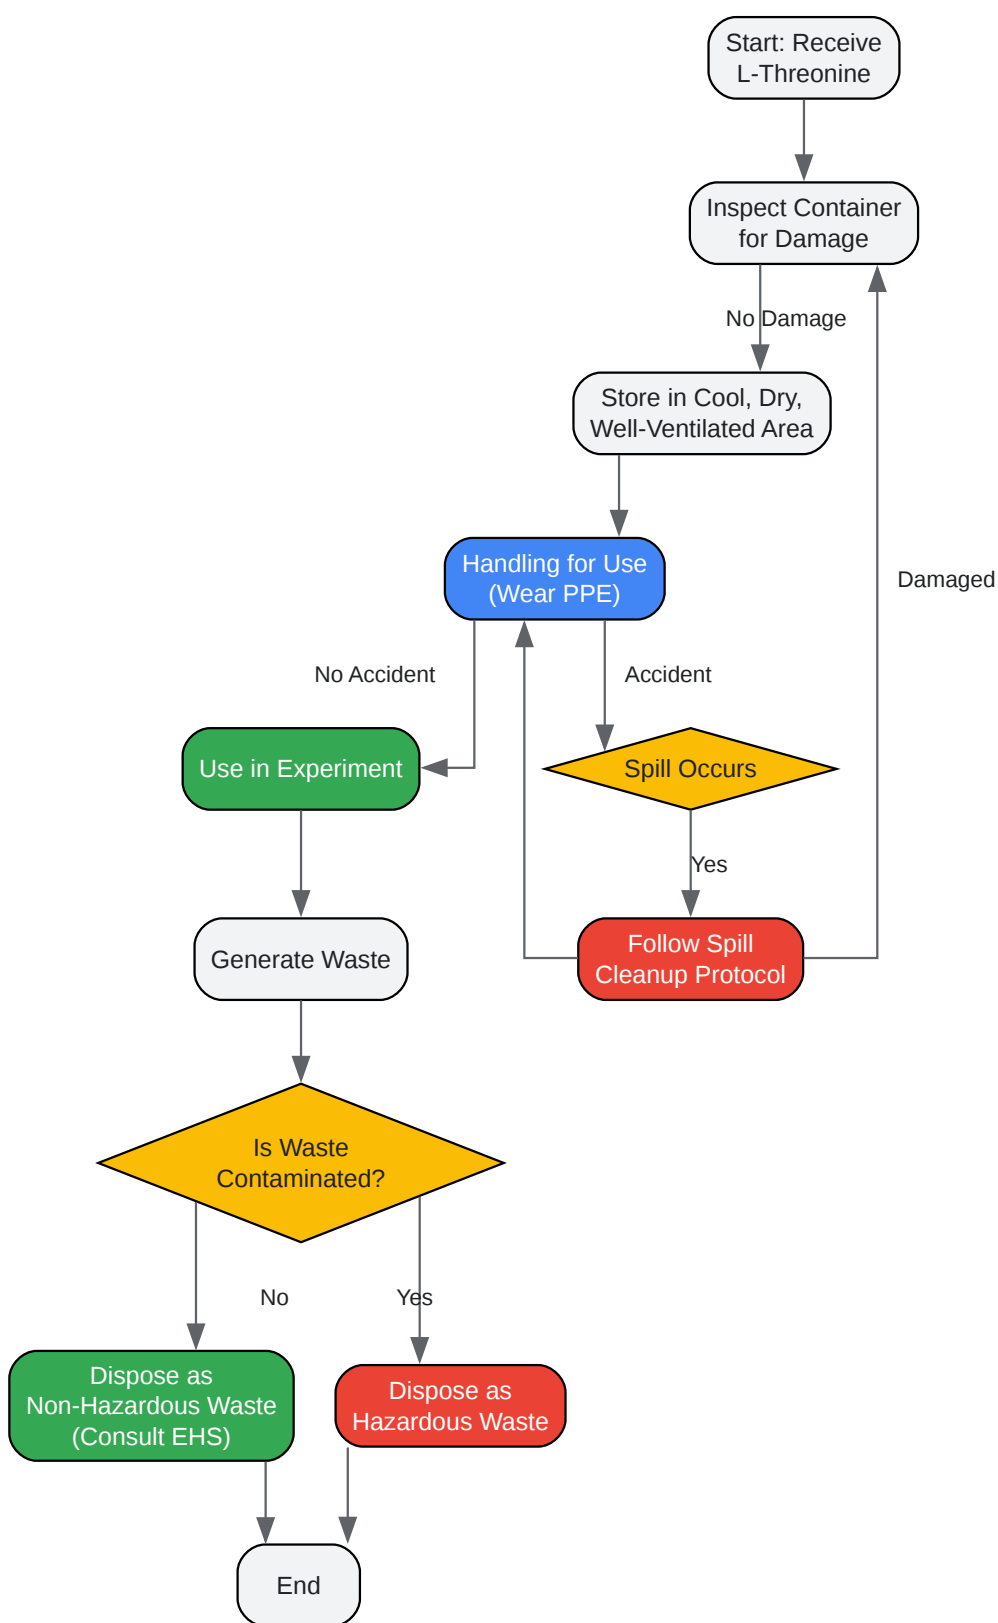 Start: Receive
L-Threonine
Inspect Container
for Damage
No Damage
Store in Cool, Dry,
Well-Ventilated Area
Handling for Use
(Wear PPE)
Damaged
No Accident
Accident
Use in Experiment
Spill Occurs
Yes
Generate Waste
Follow Spill
Cleanup Protocol
Is Waste
Contaminated?
No
Yes
Dispose as
Non-Hazardous Waste
(Consult EHS)
Dispose as
Hazardous Waste
End